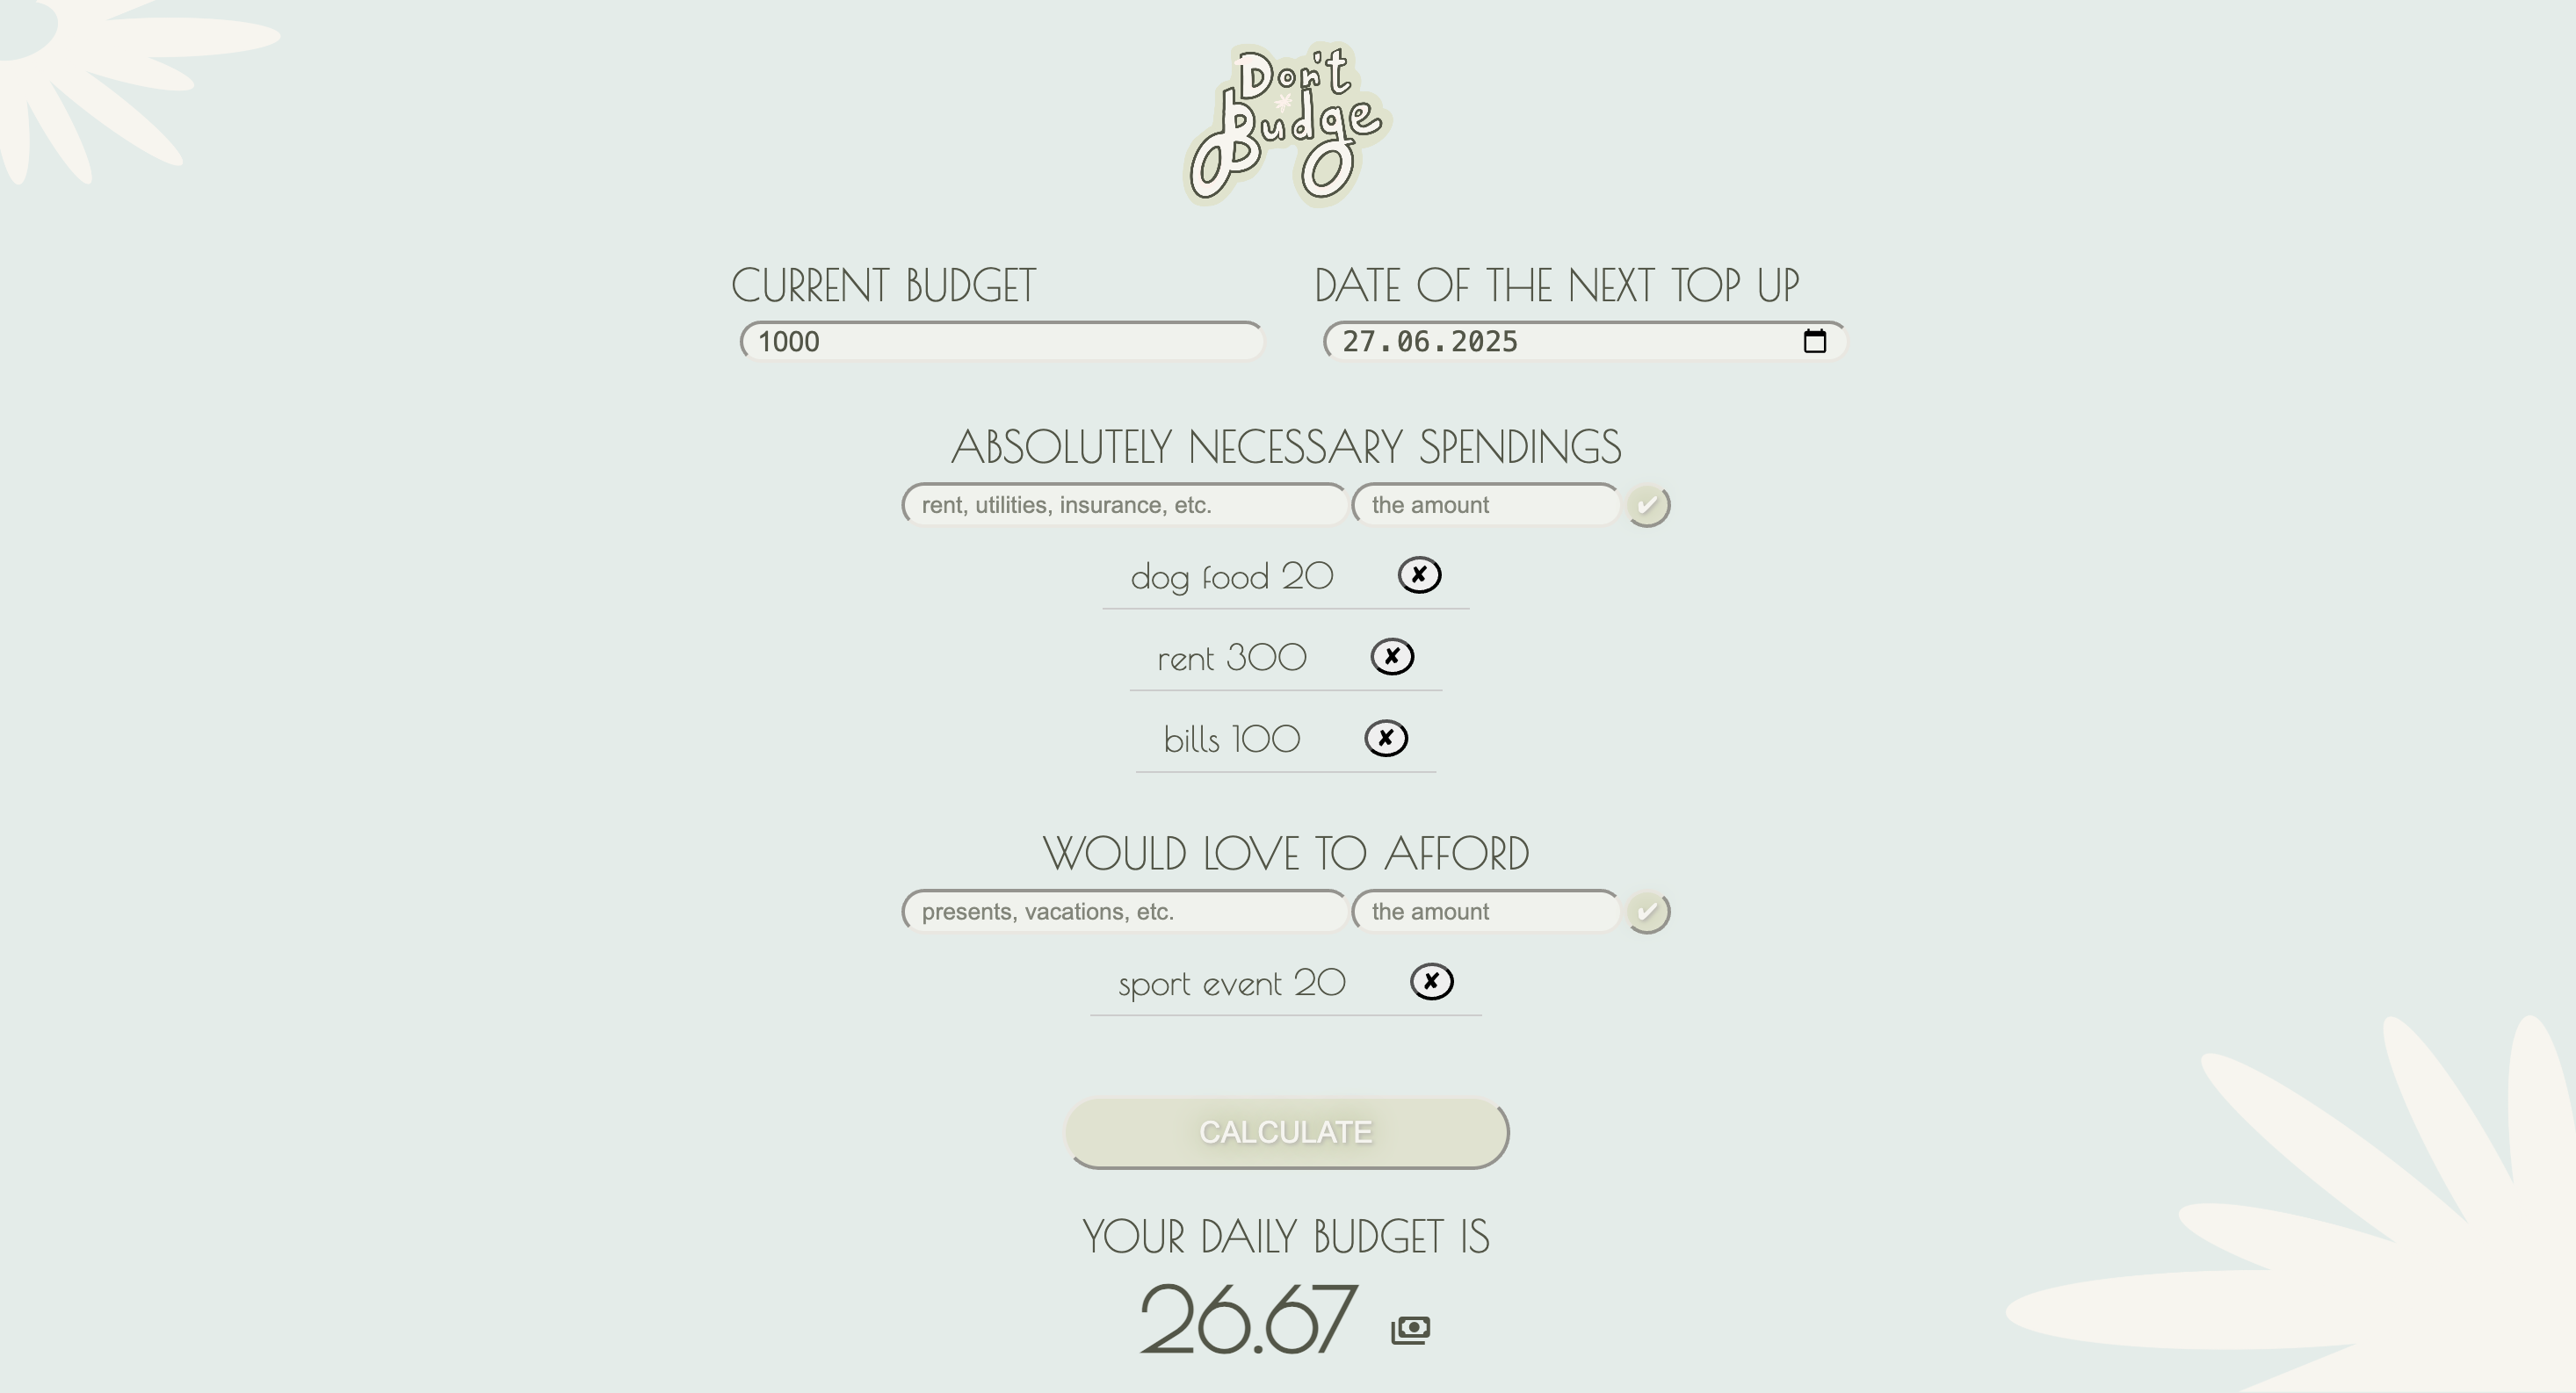 Don't
Budge
CURRENT BUDGET
1000
DATE OF THE NEXT TOP UP
27.06.2025
ABSOLUTELY NECESSARY SPENDINGS
rent, utilities, insurance, etc. the amount ✔
dog food 20 ✘
rent 300 ✘
bills 100 ✘
WOULD LOVE TO AFFORD
presents, vacations, etc. the amount ✔
sport event 20 ✘
CALCULATE
YOUR DAILY BUDGET IS
26.67